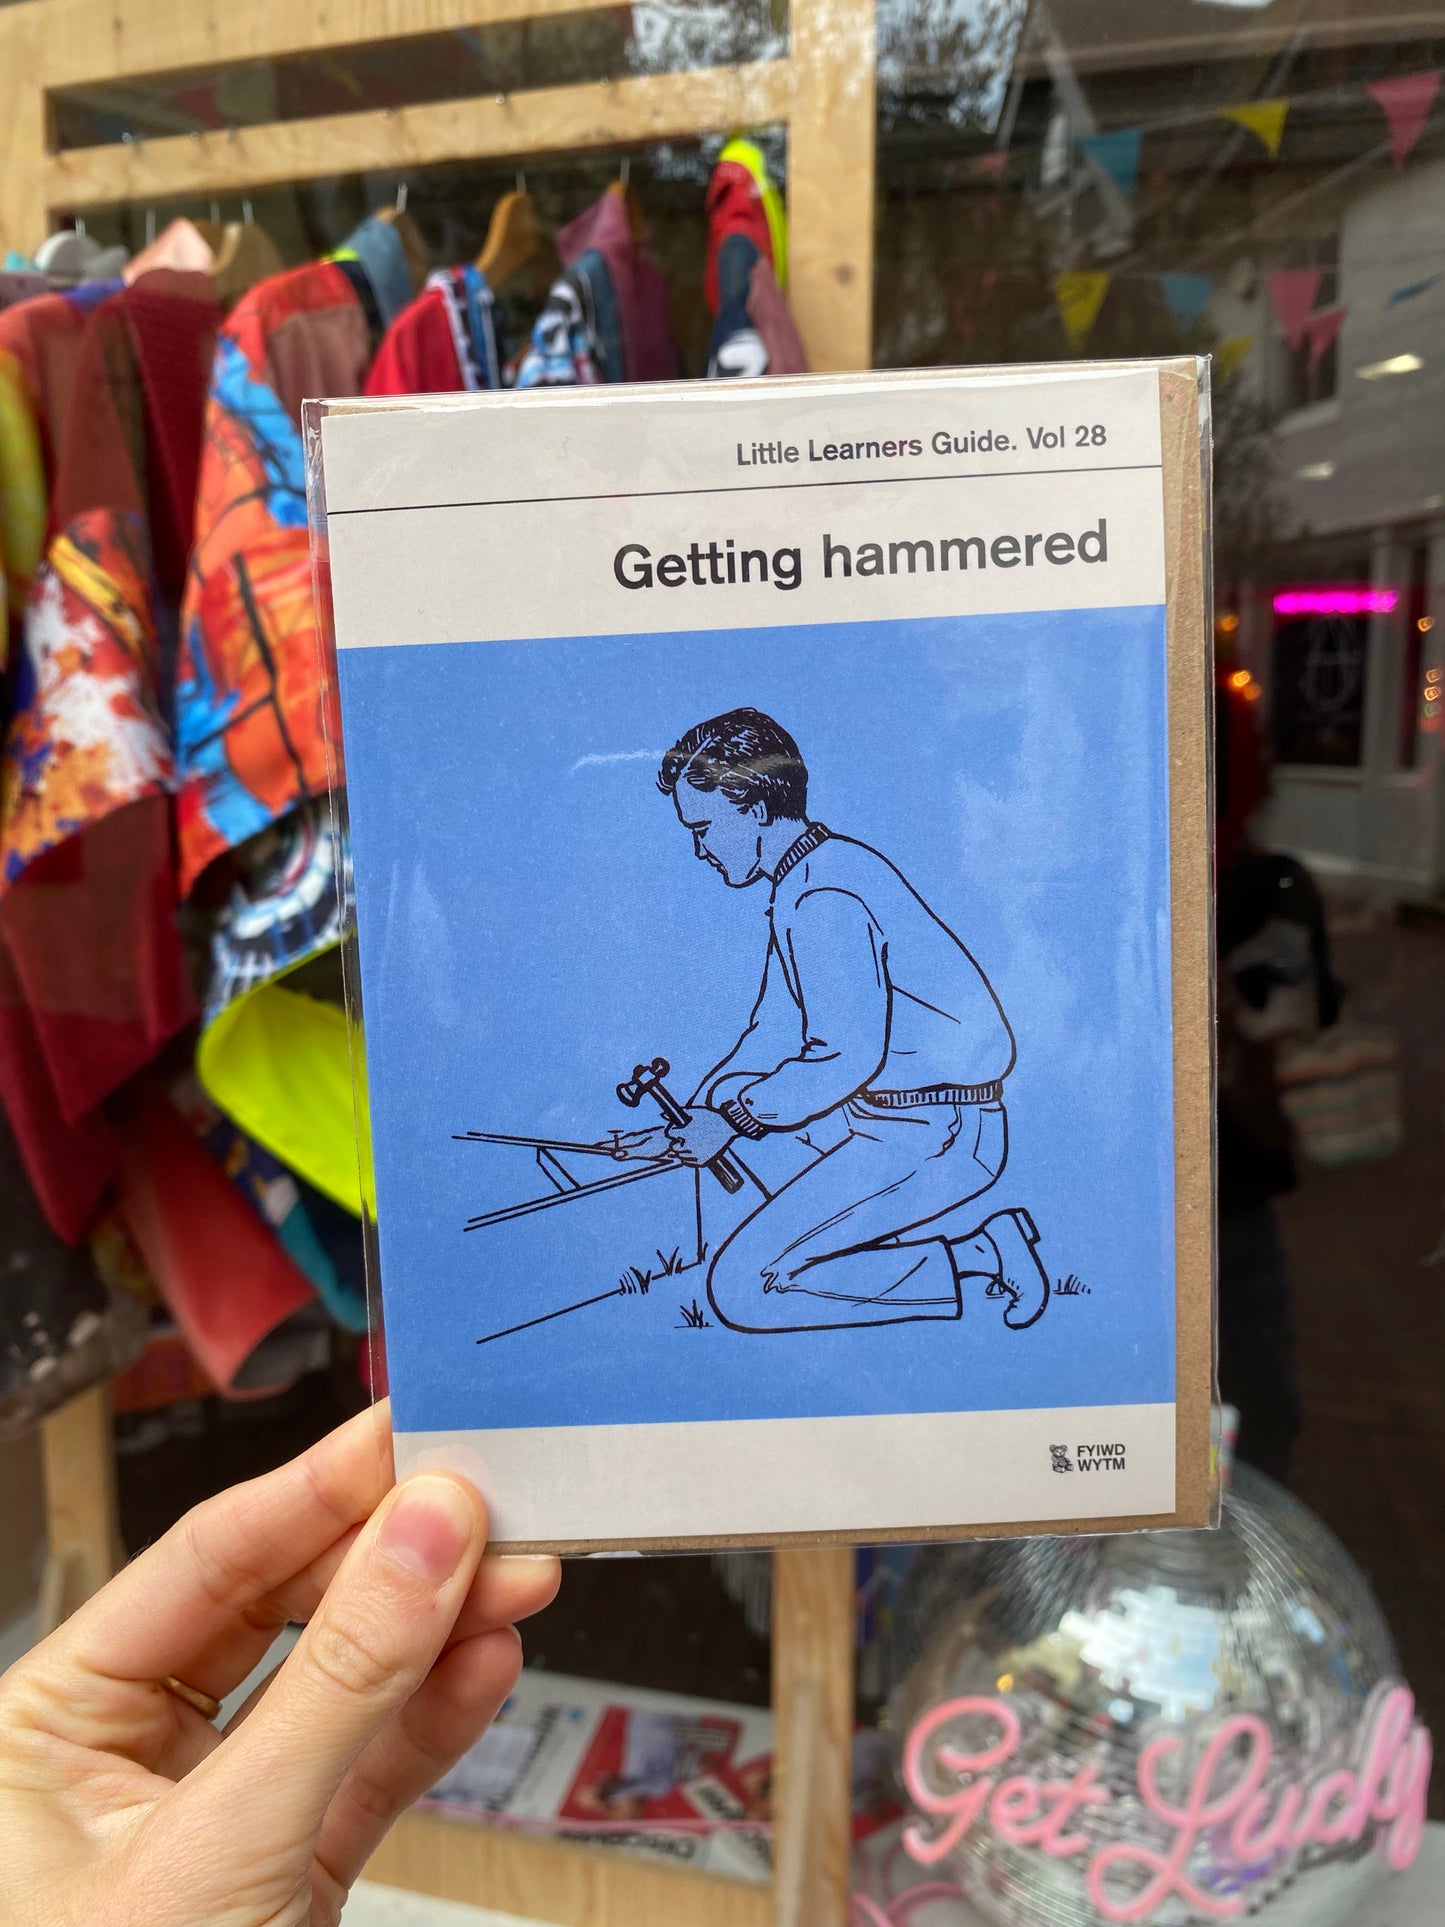 Little Learners Guide. Vol 28
Getting hammered
FYIWD
WYTM
Get Lucky